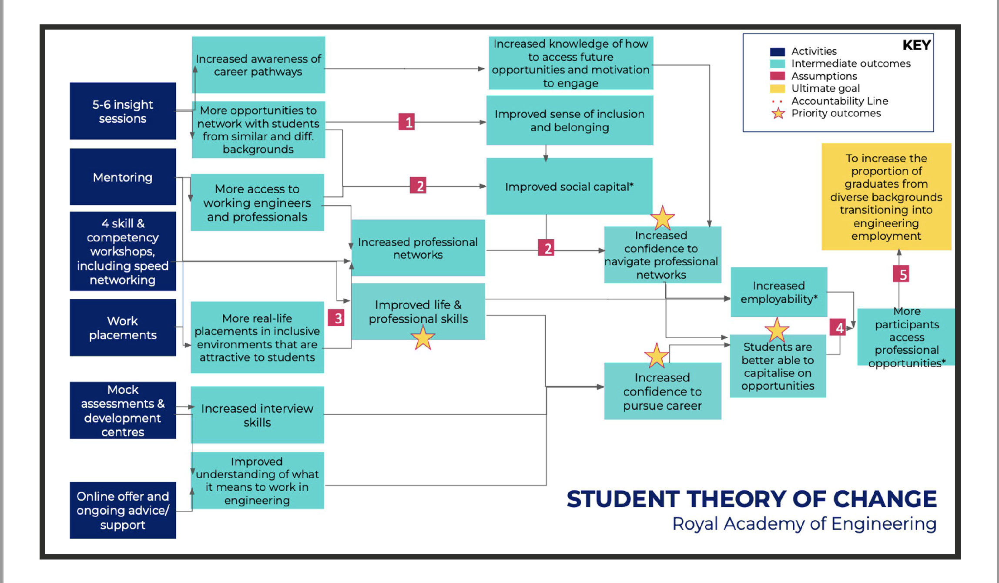 Increased awareness of
career pathways
Increased knowledge of how
to access future
opportunities and motivation
to engage
KEY
Activities
Intermediate outcomes
Assumptions
Ultimate goal
Accountability Line
Priority outcomes
5-6 insight
sessions
More opportunities to
network with students
from similar and diff.
backgrounds
1
Improved sense of inclusion
and belonging
Mentoring
More access to
working engineers
and professionals
2
Improved social capital*
To increase the
proportion of
graduates from
diverse backgrounds
transitioning into
engineering
employment
4 skill &
competency
workshops,
including speed
networking
Increased professional
networks
2
Increased
confidence to
navigate professional
networks
5
Work
placements
More real-life
placements in inclusive
environments that are
attractive to students
3
Improved life &
professional skills
Increased
employability*
4
More
participants
access
professional
opportunities*
Students are
better able to
capitalise on
opportunities
Mock
assessments &
development
centres
Increased interview
skills
Increased
confidence to
pursue career
Improved
understanding of what
it means to work in
engineering
Online offer and
ongoing advice/
support
STUDENT THEORY OF CHANGE
Royal Academy of Engineering